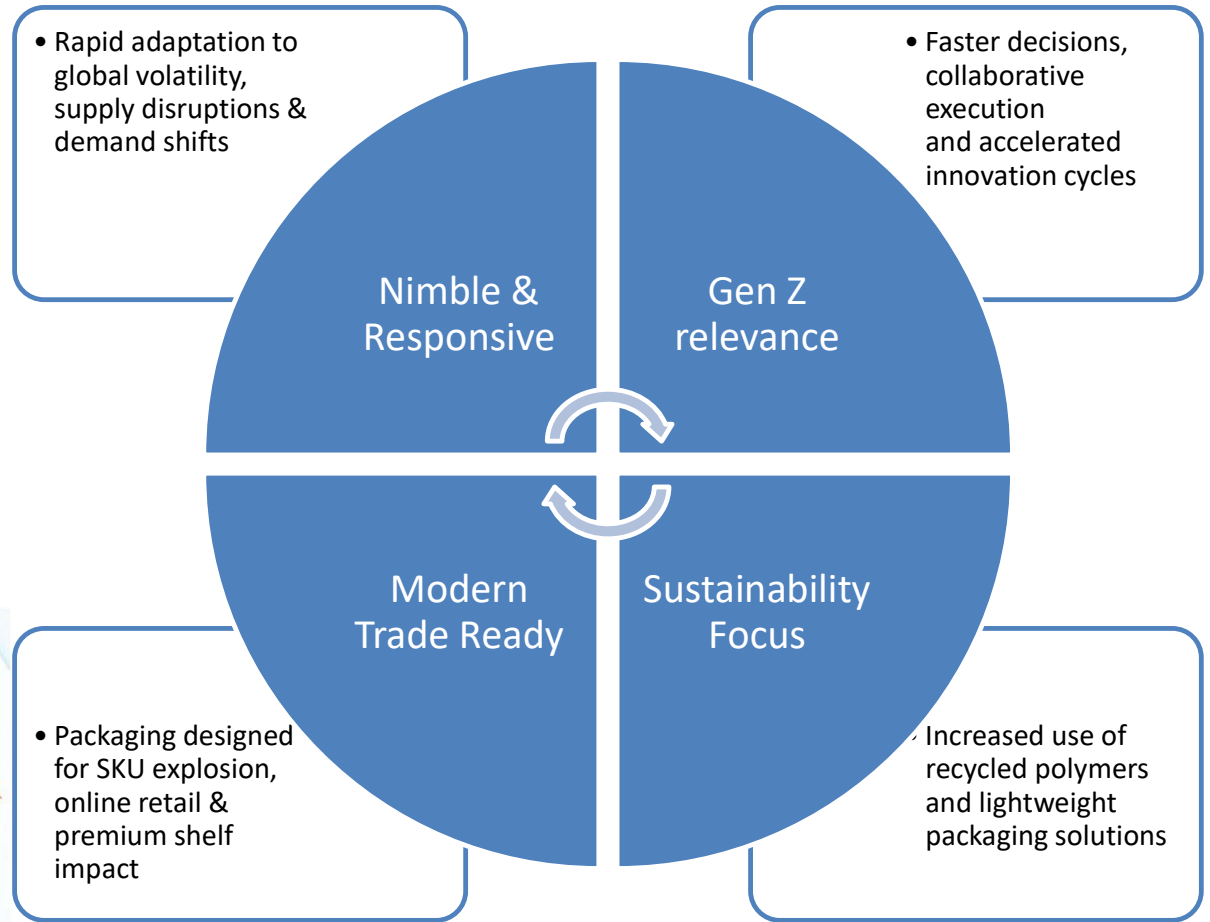 • Rapid adaptation to
global volatility,
supply disruptions &
demand shifts
• Faster decisions,
collaborative
execution
and accelerated
innovation cycles
Nimble &
Responsive
Gen Z
relevance
Modern
Trade Ready
Sustainability
Focus
• Packaging designed
for SKU explosion,
online retail &
premium shelf
impact
• Increased use of
recycled polymers
and lightweight
packaging solutions